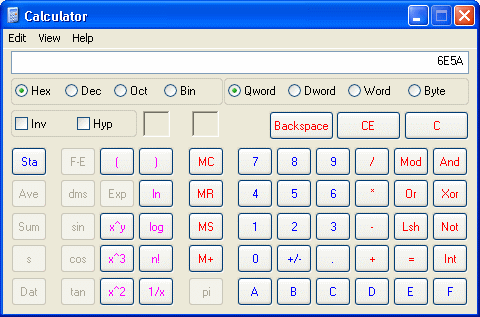 Calculator
Edit View Help
6E5A
Hex Dec Oct Bin Qword Dword Word Byte
Inv Hyp Backspace CE C
Sta F-E ( ) MC 7 8 9 / Mod And
Ave dms Exp ln MR 4 5 6 * Or Xor
Sum sin x^y log MS 1 2 3 - Lsh Not
s cos x^3 n! M+ 0 +/- . + = Int
Dat tan x^2 1/x pi A B C D E F